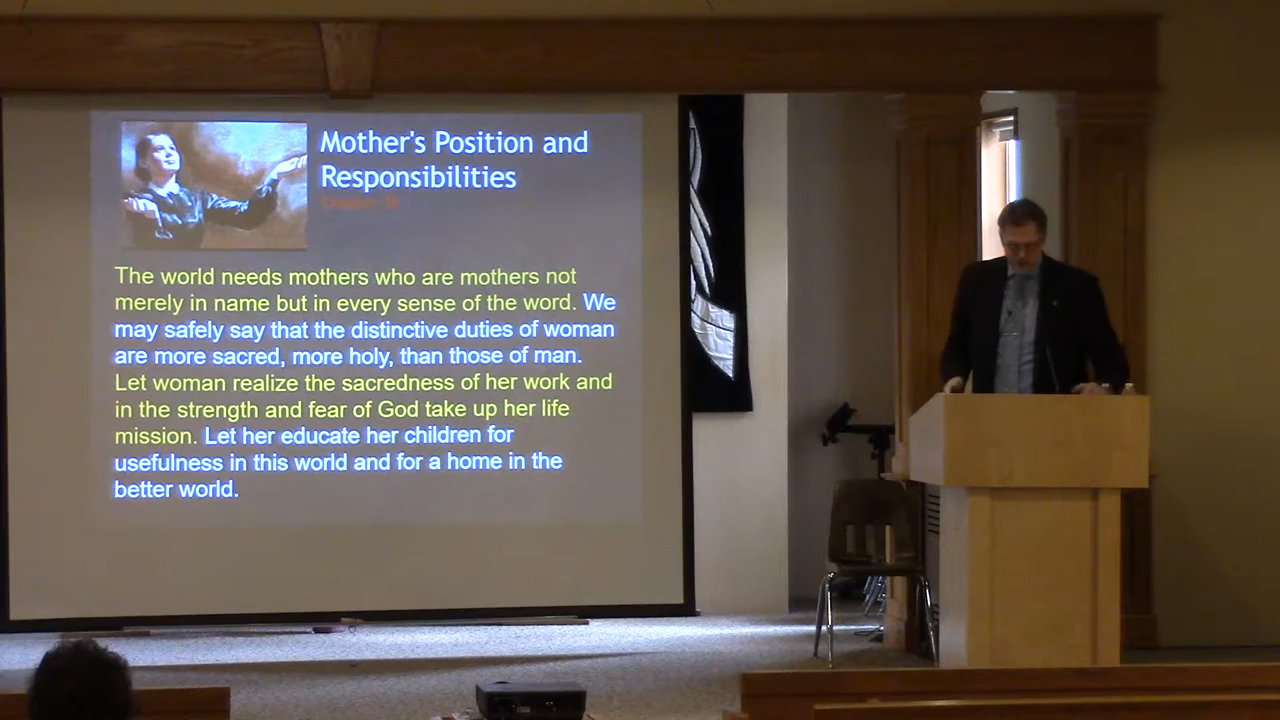 Mother's Position and
Responsibilities
The world needs mothers who are mothers not
merely in name but in every sense of the word. We
may safely say that the distinctive duties of woman
are more sacred, more holy, than those of man.
Let woman realize the sacredness of her work and
in the strength and fear of God take up her life
mission. Let her educate her children for
usefulness in this world and for a home in the
better world.